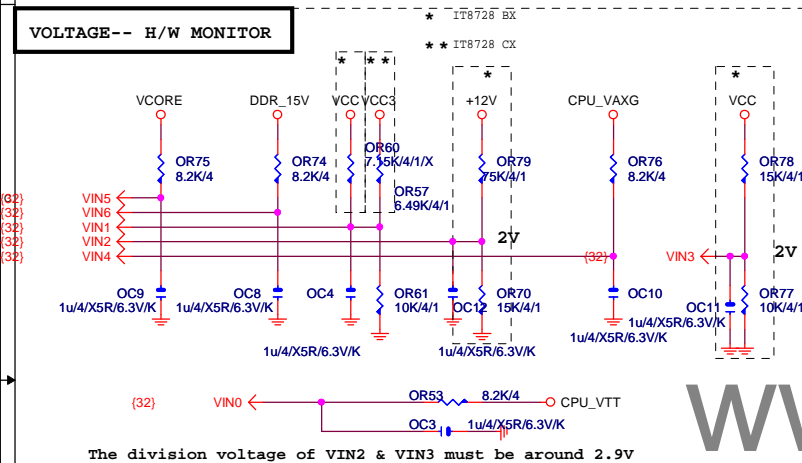 * IT8728 BX
VOLTAGE-- H/W MONITOR
* * IT8728 CX
* * * * *
VCORE DDR_15V VCC VCC3 +12V CPU_VAXG VCC
OR60
7.15K/4/1/X
OR75 OR74 OR79 OR76 OR78
8.2K/4 8.2K/4 75K/4/1 8.2K/4 15K/4/1
OR57
6.49K/4/1
{32} VIN5
{32} VIN6
{32} VIN1
{32} VIN2 2V
{32} VIN4 {32} VIN3 2V
OC9 OC8 OC4 OR61 OC12 OR70 OC10 OC11 OR77
1u/4/X5R/6.3V/K 1u/4/X5R/6.3V/K 10K/4/1 15K/4/1 1u/4/X5R/6.3V/K 10K/4/1
1u/4/X5R/6.3V/K 1u/4/X5R/6.3V/K 1u/4/X5R/6.3V/K
{32} VIN0 OR53 8.2K/4 CPU_VTT
OC3 1u/4/X5R/6.3V/K
The division voltage of VIN2 & VIN3 must be around 2.9V